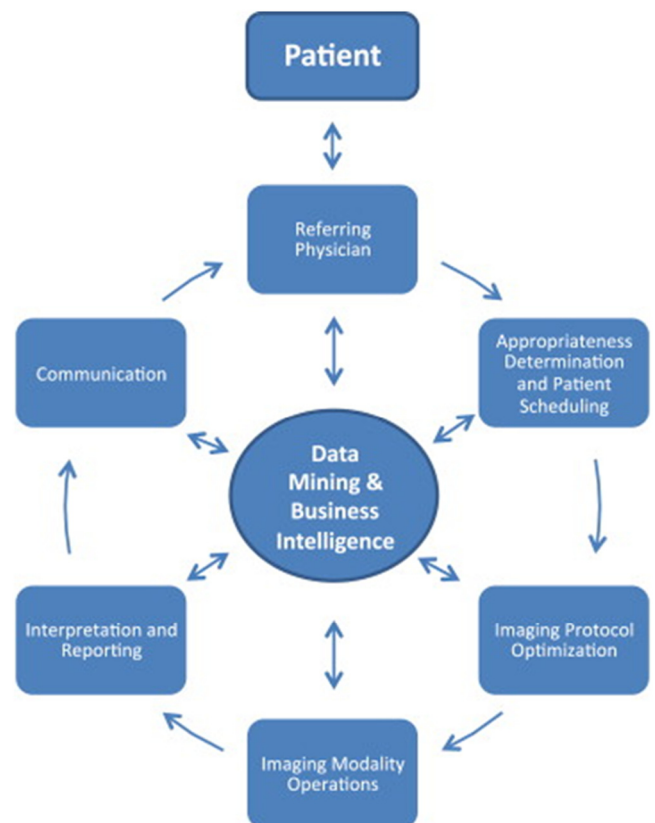 Patient
Referring
Physician
Communication
Appropriateness
Determination
and Patient
Scheduling
Data
Mining &
Business
Intelligence
Interpretation and
Reporting
Imaging Protocol
Optimization
Imaging Modality
Operations